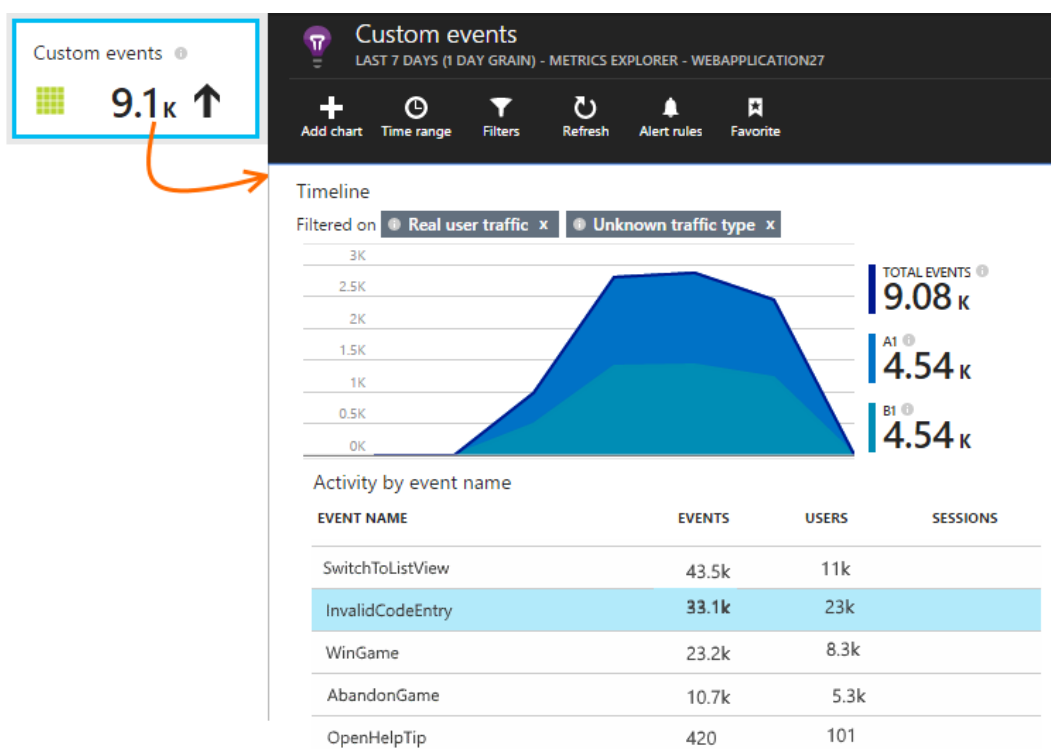 Custom events
9.1 K
Custom events
LAST 7 DAYS (1 DAY GRAIN) - METRICS EXPLORER - WEBAPPLICATION27
Add chart Time range Filters Refresh Alert rules Favorite
Timeline
Filtered on Real user traffic x Unknown traffic type x
3K
2.5K
2K
1.5K
1K
0.5K
0K
TOTAL EVENTS
9.08 K
A1
4.54 K
B1
4.54 K
Activity by event name
EVENT NAME EVENTS USERS SESSIONS
SwitchToListView 43.5k 11k
InvalidCodeEntry 33.1k 23k
WinGame 23.2k 8.3k
AbandonGame 10.7k 5.3k
OpenHelpTip 420 101